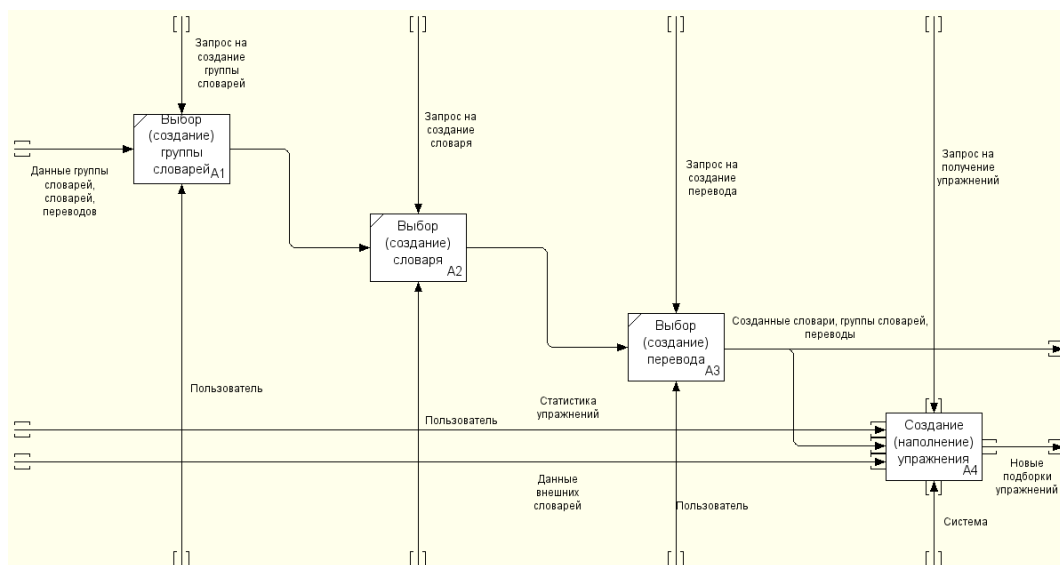 Запрос на
создание
группы
словарей
Выбор
(создание)
группы
словарей
A1
Данные группы
словарей,
словарей,
переводов
Запрос на
создание
словаря
Выбор
(создание)
словаря
A2
Запрос на
создание
перевода
Выбор
(создание)
перевода
A3
Запрос на
получение
упражнений
Созданные словари, группы словарей,
переводы
Пользователь
Статистика
упражнений
Пользователь
Создание
(наполнение)
упражнения
A4
Новые
подборки
упражнений
Данные
внешних
словарей
Пользователь
Система